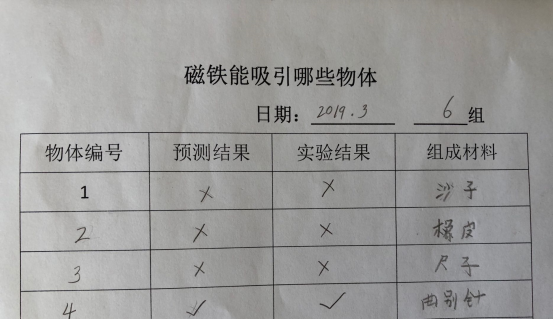 磁铁能吸引哪些物体
日期: 2019.3 6 组
物体编号 预测结果 实验结果 组成材料
1 × × 沙子
2 × × 橡皮
3 × × 尺子
4 ✓ ✓ 曲别针